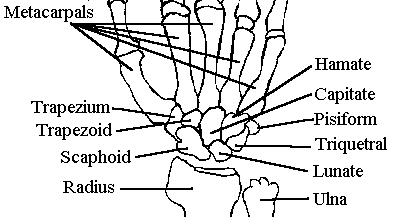 Metacarpals
Hamate
Capitate
Trapezium
Pisiform
Trapezoid
Triquetral
Scaphoid
Lunate
Radius
Ulna